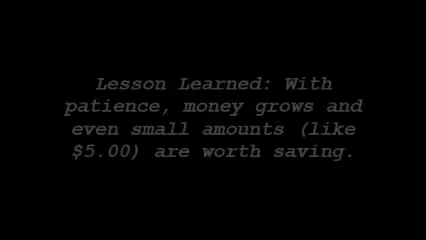 Lesson Learned: With
patience, money grows and
even small amounts (like
$5.00) are worth saving.